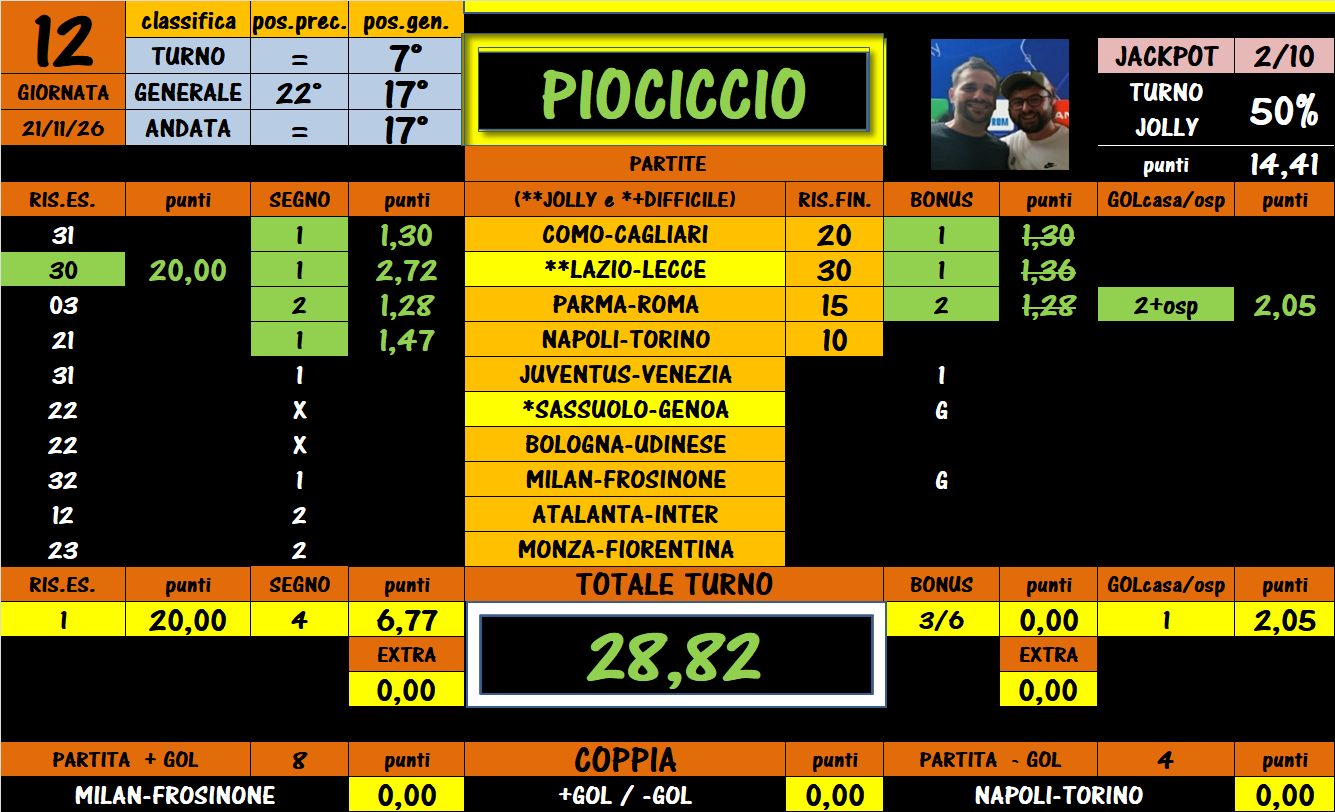 12 classifica pos.prec. pos.gen.
TURNO = 7° JACKPOT 2/10
GIORNATA GENERALE 22° 17° PIOCICCIO TURNO JOLLY 50%
21/11/26 ANDATA = 17°
PARTITE punti 14,41
RIS.ES. punti SEGNO punti (**JOLLY e *+DIFFICILE) RIS.FIN. BONUS punti GOLcasa/osp punti
31 1 1,30 COMO-CAGLIARI 20 1 1,30
30 20,00 1 2,72 **LAZIO-LECCE 30 1 1,36
03 2 1,28 PARMA-ROMA 15 2 1,28 2+osp 2,05
21 1 1,47 NAPOLI-TORINO 10
31 1 JUVENTUS-VENEZIA 1
22 X *SASSUOLO-GENOA G
22 X BOLOGNA-UDINESE
32 1 MILAN-FROSINONE G
12 2 ATALANTA-INTER
23 2 MONZA-FIORENTINA
RIS.ES. punti SEGNO punti TOTALE TURNO BONUS punti GOLcasa/osp punti
1 20,00 4 6,77 28,82 3/6 0,00 1 2,05
EXTRA EXTRA
0,00 0,00
PARTITA + GOL 8 punti COPPIA punti PARTITA - GOL 4 punti
MILAN-FROSINONE 0,00 +GOL / -GOL 0,00 NAPOLI-TORINO 0,00